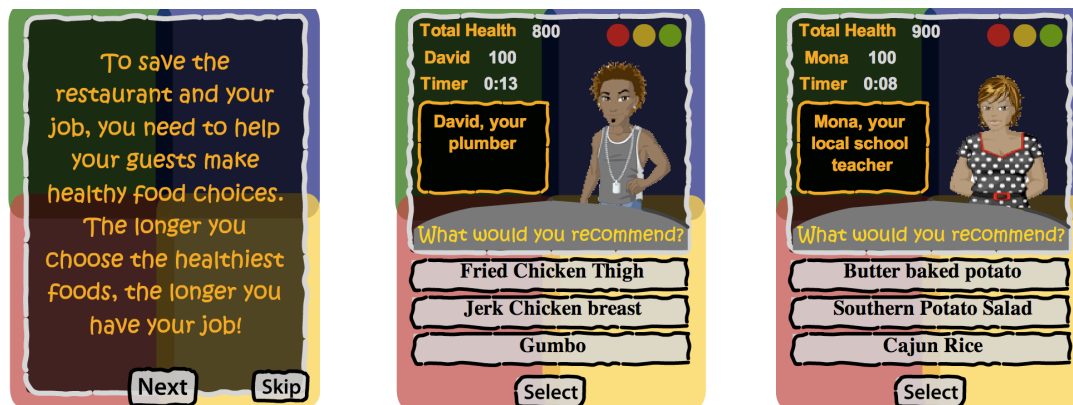 To save the
restaurant and your
job, you need to help
your guests make
healthy food choices.
The longer you
choose the healthiest
foods, the longer you
have your job!
Next
Skip
Total Health 800
David 100
Timer 0:13
David, your
plumber
What would you recommend?
Fried Chicken Thigh
Jerk Chicken breast
Gumbo
Select
Total Health 900
Mona 100
Timer 0:08
Mona, your
local school
teacher
What would you recommend?
Butter baked potato
Southern Potato Salad
Cajun Rice
Select